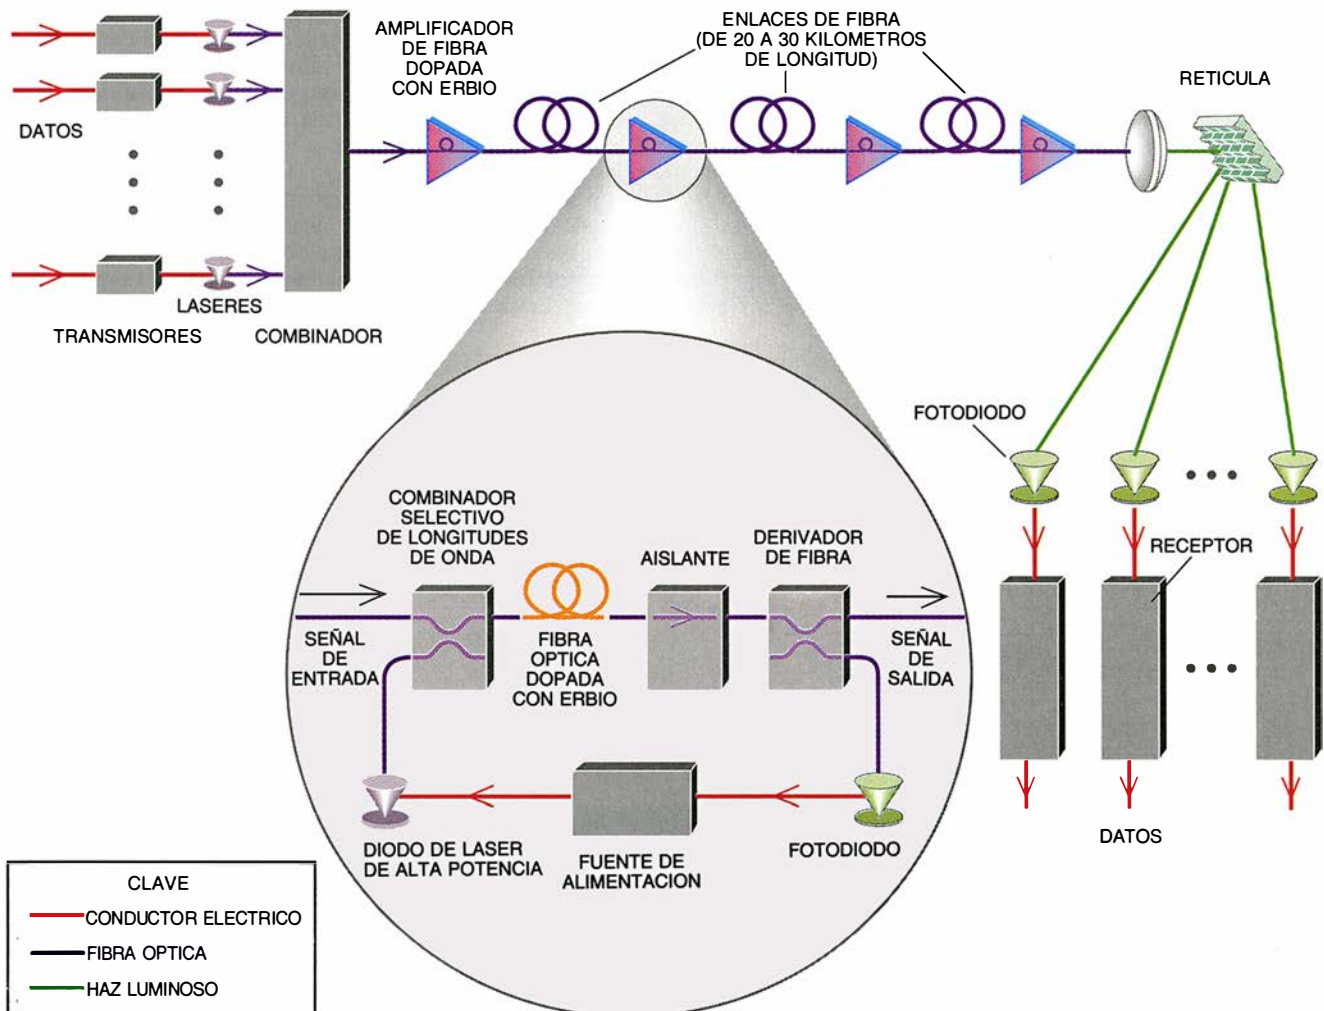 AMPLIFICADOR
DE FIBRA
DOPADA
CON ERBIO
ENLACES DE FIBRA
(DE 20 A 30 KILOMETROS
DE LONGITUD)
RETICULA
DATOS
LASERES
TRANSMISORES
COMBINADOR
FOTODIODO
RECEPTOR
DATOS
COMBINADOR
SELECTIVO
DE LONGITUDES
DE ONDA
AISLANTE
DERIVADOR
DE FIBRA
SEÑAL
DE
ENTRADA
FIBRA
OPTICA
DOPADA
CON ERBIO
SEÑAL
DE
SALIDA
DIODO DE LASER
DE ALTA POTENCIA
FUENTE DE
ALIMENTACION
FOTODIODO
CLAVE
CONDUCTOR ELECTRICO
FIBRA OPTICA
HAZ LUMINOSO